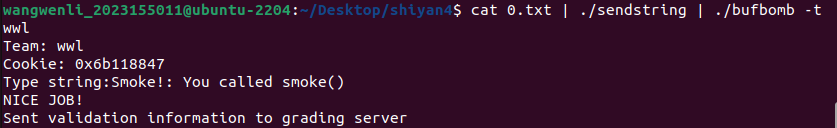 wangwenli_2023155011@ubuntu-2204:~/Desktop/shiyan4$ cat 0.txt | ./sendstring | ./bufbomb -t
wwl
Team: wwl
Cookie: 0x6b118847
Type string:Smoke!: You called smoke()
NICE JOB!
Sent validation information to grading server